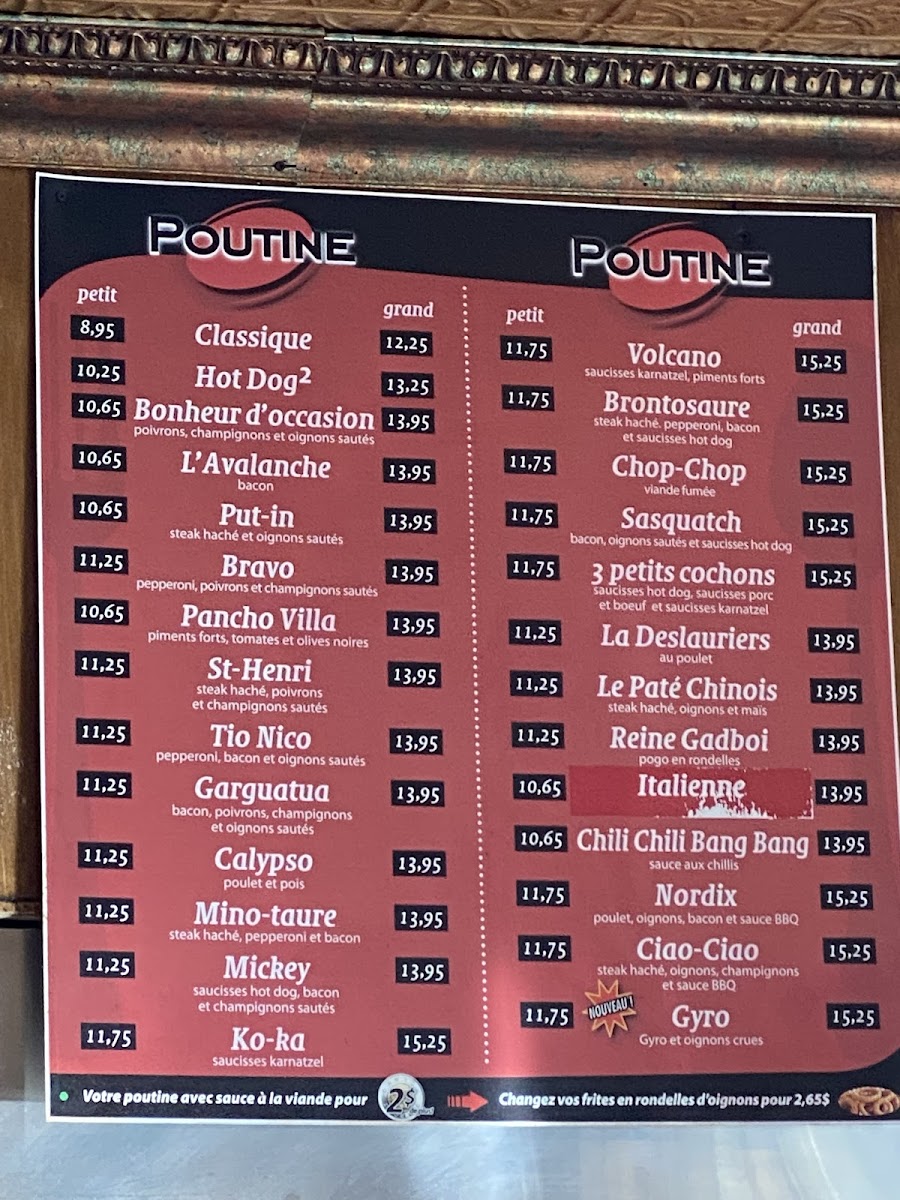 POUTINE
petit
grand
8,95 Classique 12,25
10,25 Hot Dog² 13,25
10,65 Bonheur d'occasion 13,95
poivrons, champignons et oignons sautés
10,65 L'Avalanche 13,95
bacon
10,65 Put-in 13,95
steak haché et oignons sautés
11,25 Bravo 13,95
pepperoni, poivrons et champignons sautés
10,65 Pancho Villa 13,95
piments forts, tomates et olives noires
11,25 St-Henri 13,95
steak haché, poivrons
et champignons sautés
11,25 Tio Nico 13,95
pepperoni, bacon et oignons sautés
11,25 Garguatua 13,95
bacon, poivrons, champignons
et oignons sautés
11,25 Calypso 13,95
poulet et pois
11,25 Mino-taure 13,95
steak haché, pepperoni et bacon
11,25 Mickey 13,95
saucisses hot dog, bacon
et champignons sautés
11,75 Ko-ka 15,25
saucisses karnatzel
POUTINE
petit
grand
11,75 Volcano 15,25
saucisses karnatzel, piments forts
11,75 Brontosaure 15,25
steak haché. pepperoni, bacon
et saucisses hot dog
11,75 Chop-Chop 15,25
viande fumée
11,75 Sasquatch 15,25
bacon, oignons sautés et saucisses hot dog
11,75 3 petits cochons 15,25
saucisses hot dog, saucisses porc
et boeuf et saucisses karnatzel
11,25 La Deslauriers 13,95
au poulet
11,25 Le Paté Chinois 13,95
steak haché, oignons et maïs
11,25 Reine Gadboi 13,95
pogo en rondelles
10,65 Italienne 13,95
10,65 Chili Chili Bang Bang 13,95
sauce aux chillis
11,75 Nordix 15,25
poulet, oignons, bacon et sauce BBQ
11,75 Ciao-Ciao 15,25
steak haché, oignons, champignons
et sauce BBQ
11,75 NOUVEAU! Gyro 15,25
Gyro et oignons crues
Votre poutine avec sauce à la viande pour 2$ de plus! Changez vos frites en rondelles d'oignons pour 2,65$